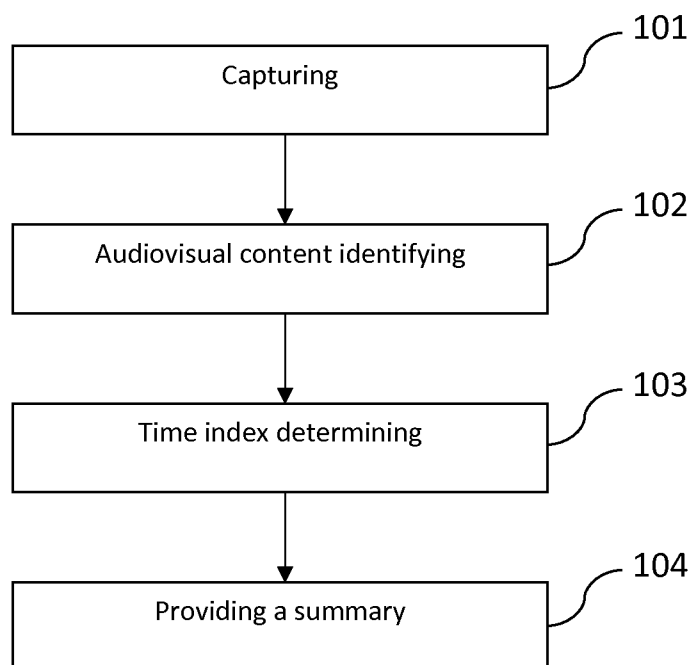 101
Capturing
102
Audiovisual content identifying
103
Time index determining
104
Providing a summary